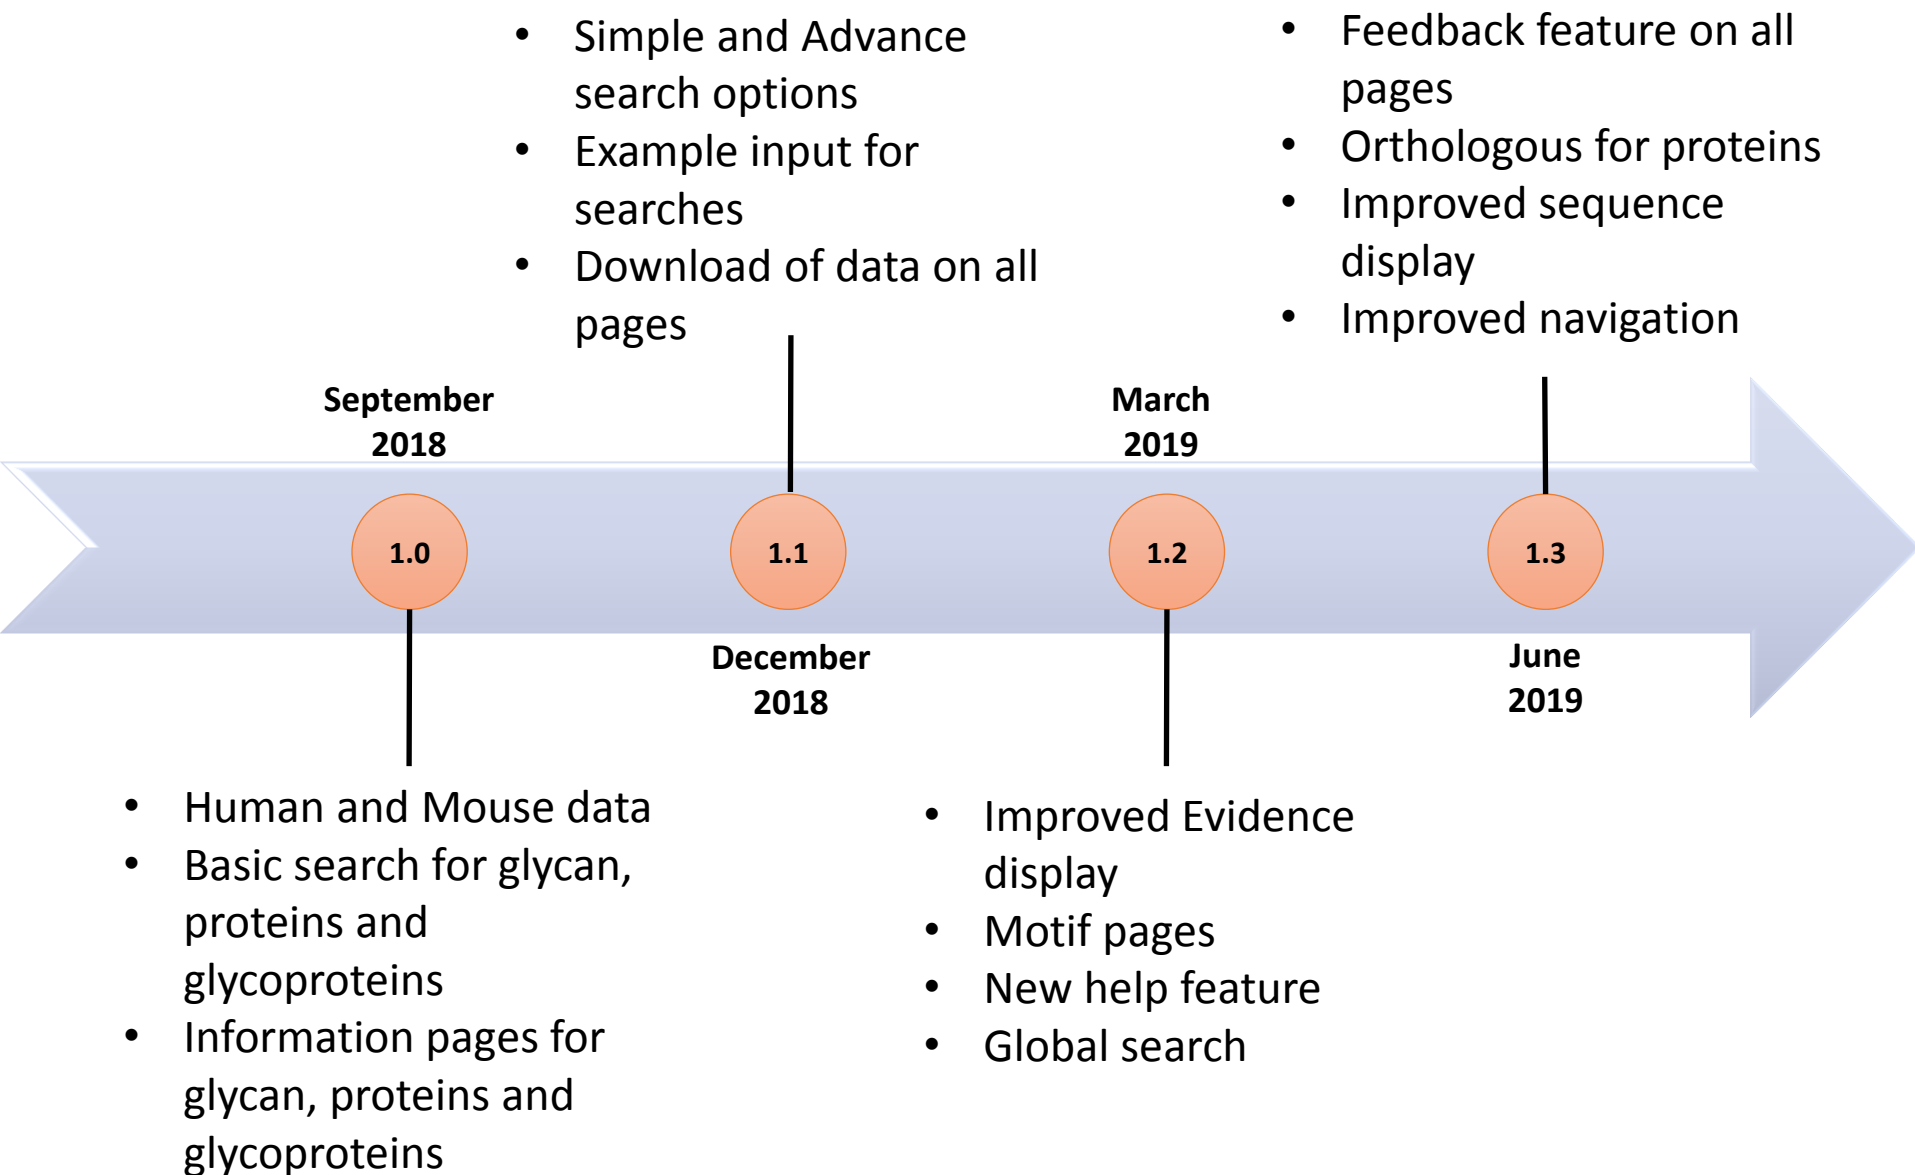 • Simple and Advance
search options
• Example input for
searches
• Download of data on all
pages
• Feedback feature on all
pages
• Orthologous for proteins
• Improved sequence
display
• Improved navigation
September
2018
March
2019
1.0
1.1
1.2
1.3
December
2018
June
2019
• Human and Mouse data
• Basic search for glycan,
proteins and
glycoproteins
• Information pages for
glycan, proteins and
glycoproteins
• Improved Evidence
display
• Motif pages
• New help feature
• Global search